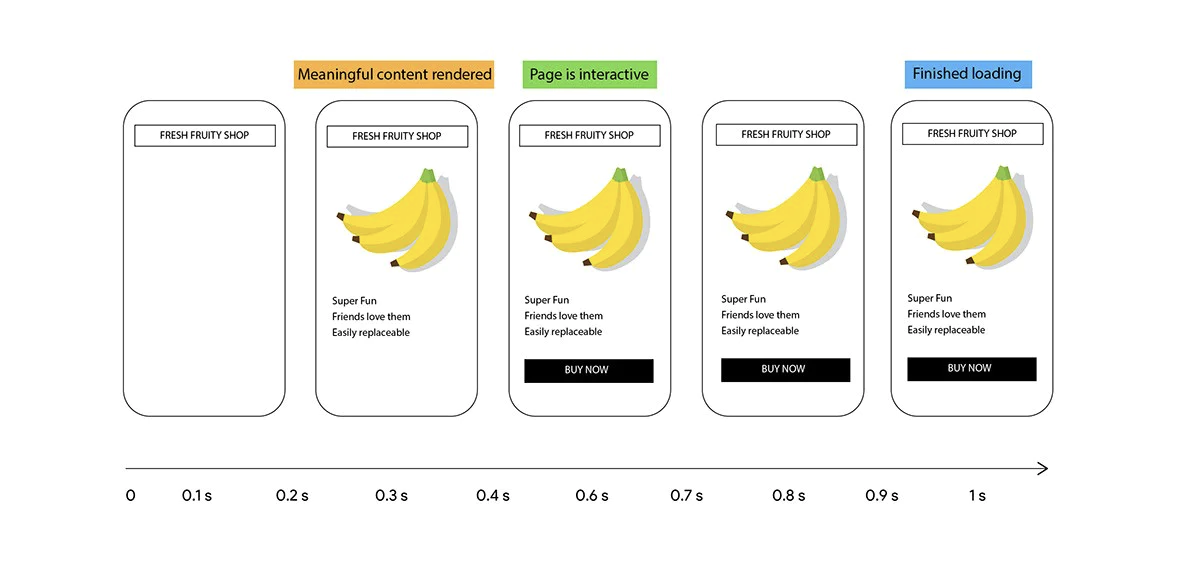 Meaningful content rendered
Page is interactive
Finished loading
FRESH FRUITY SHOP
FRESH FRUITY SHOP
Super Fun
Friends love them
Easily replaceable
FRESH FRUITY SHOP
Super Fun
Friends love them
Easily replaceable
BUY NOW
FRESH FRUITY SHOP
Super Fun
Friends love them
Easily replaceable
BUY NOW
FRESH FRUITY SHOP
Super Fun
Friends love them
Easily replaceable
BUY NOW
0 0.1 s 0.2 s 0.3 s 0.4 s 0.6 s 0.7 s 0.8 s 0.9 s 1 s